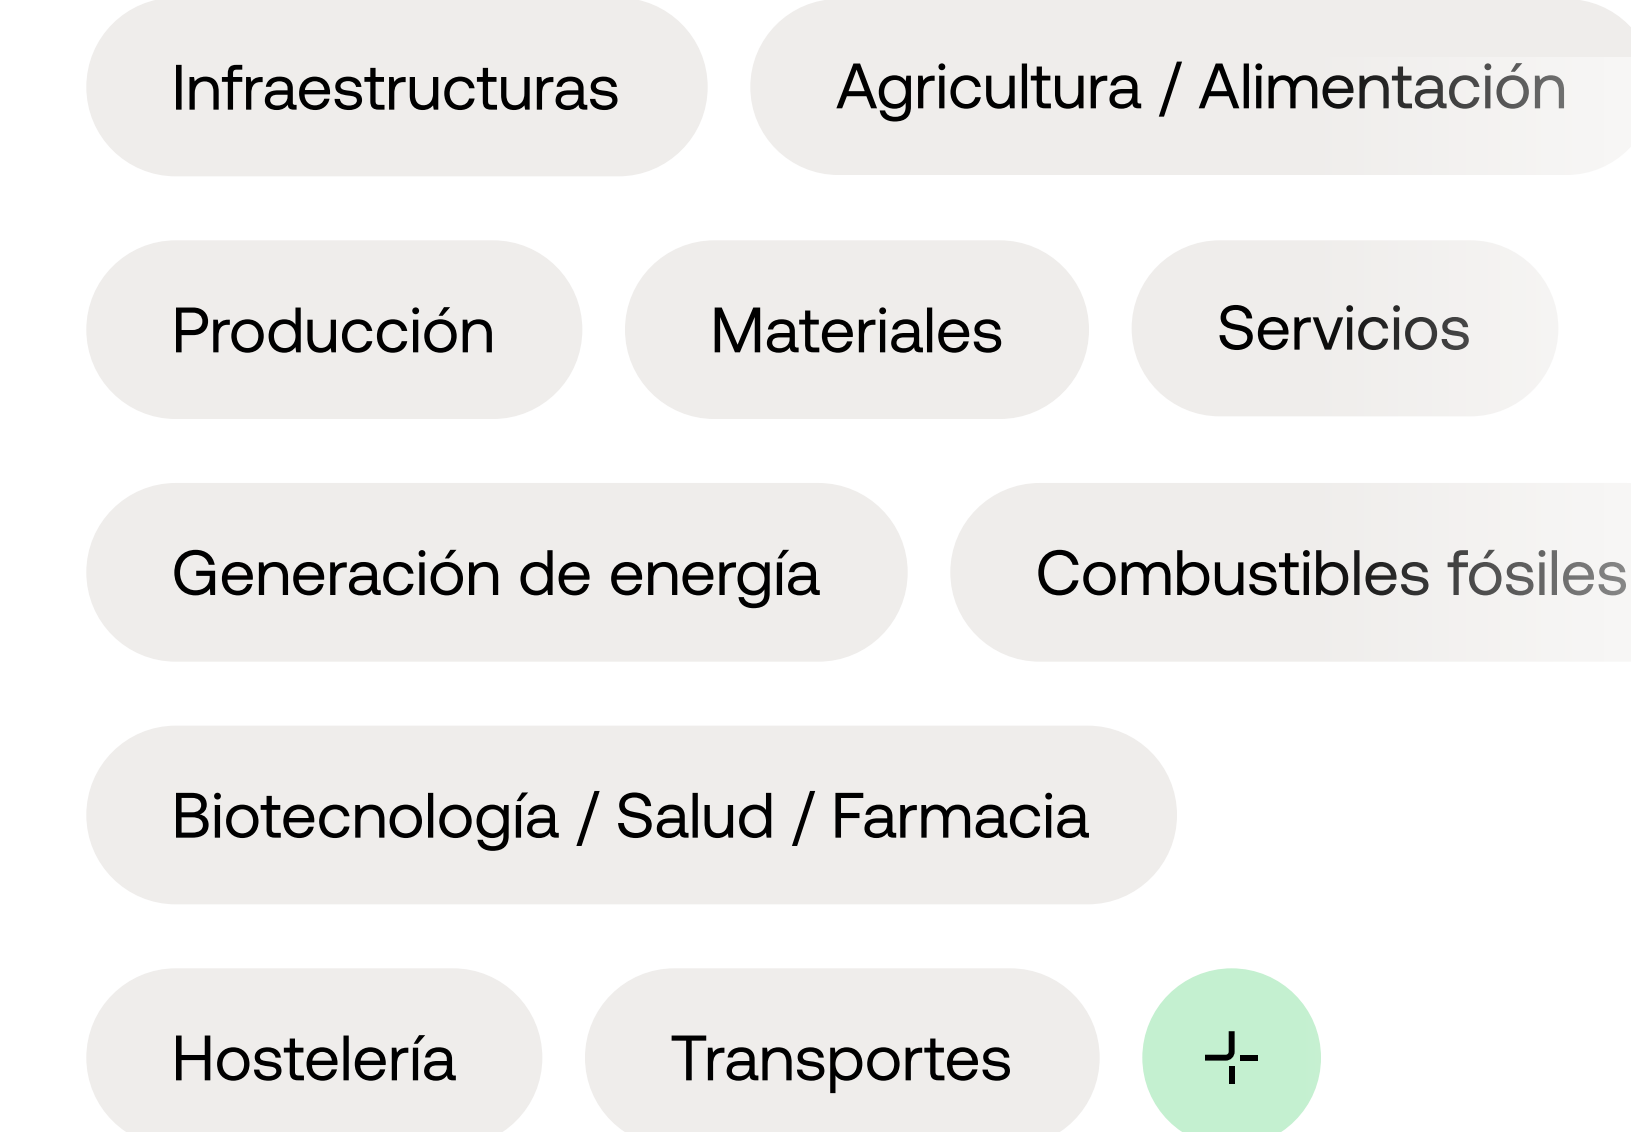 Infraestructuras
Agricultura / Alimentación
Producción
Materiales
Servicios
Generación de energía
Combustibles fósiles
Biotecnología / Salud / Farmacia
Hostelería
Transportes